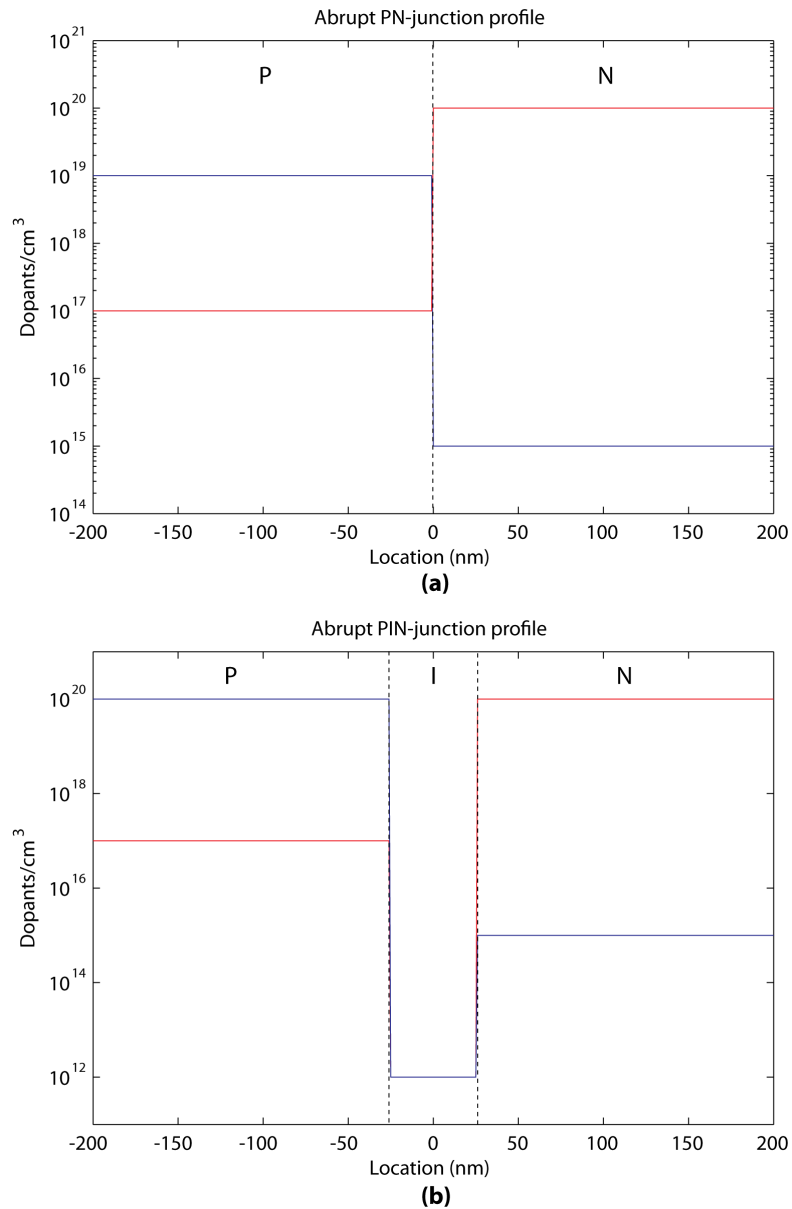 Abrupt PN-junction profile
P N
10^21
10^20
10^19
10^18
10^17
10^16
10^15
10^14
Dopants/cm^3
-200 -150 -100 -50 0 50 100 150 200
Location (nm)
(a)
Abrupt PIN-junction profile
P I N
10^20
10^18
10^16
10^14
10^12
Dopants/cm^3
-200 -150 -100 -50 0 50 100 150 200
Location (nm)
(b)